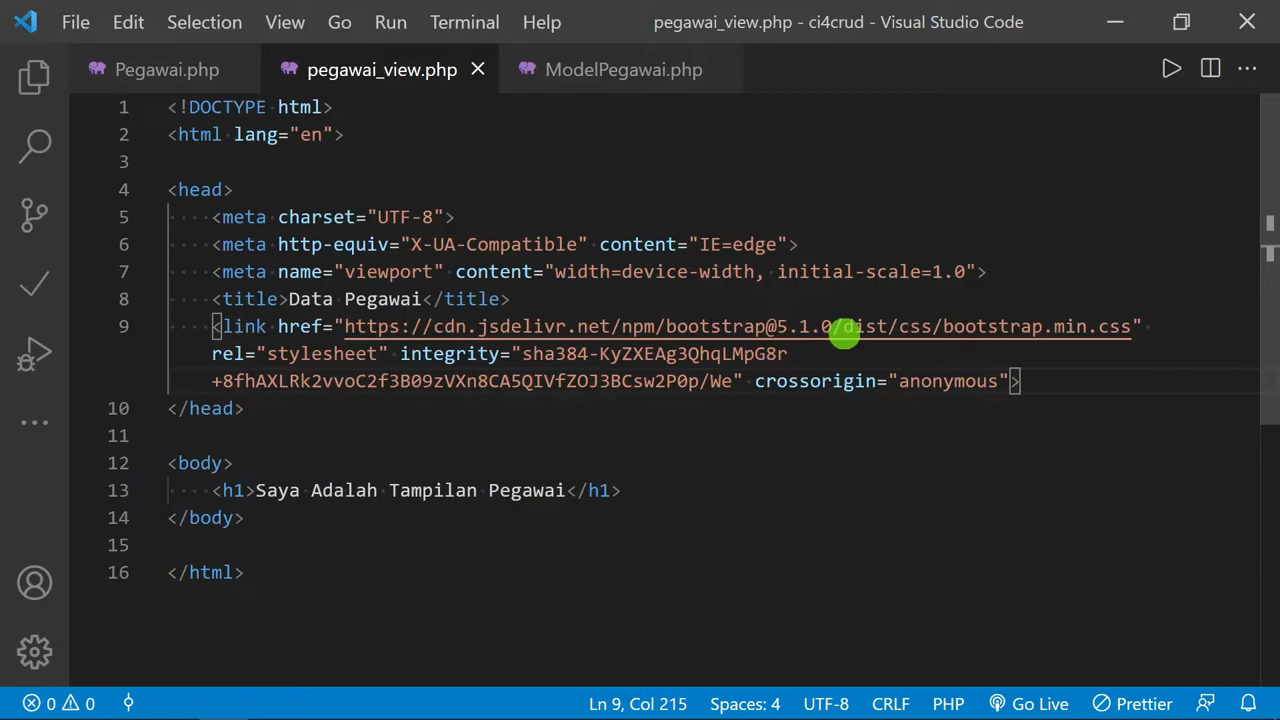 File Edit Selection View Go Run Terminal Help pegawai_view.php - ci4crud - Visual Studio Code
Pegawai.php pegawai_view.php ModelPegawai.php
1 <!DOCTYPE html>
2 <html lang="en">
3
4 <head>
5 <meta charset="UTF-8">
6 <meta http-equiv="X-UA-Compatible" content="IE=edge">
7 <meta name="viewport" content="width=device-width, initial-scale=1.0">
8 <title>Data Pegawai</title>
9 <link href="https://cdn.jsdelivr.net/npm/bootstrap@5.1.0/dist/css/bootstrap.min.css"
rel="stylesheet" integrity="sha384-KyZXEAg3QhqLMpG8r
+8fhAXLRk2vvoC2f3B09zVXn8CA5QIVfZOJ3BCsw2P0p/We" crossorigin="anonymous">
10 </head>
11
12 <body>
13 <h1>Saya Adalah Tampilan Pegawai</h1>
14 </body>
15
16 </html>
0 0 Ln 9, Col 215 Spaces: 4 UTF-8 CRLF PHP Go Live Prettier